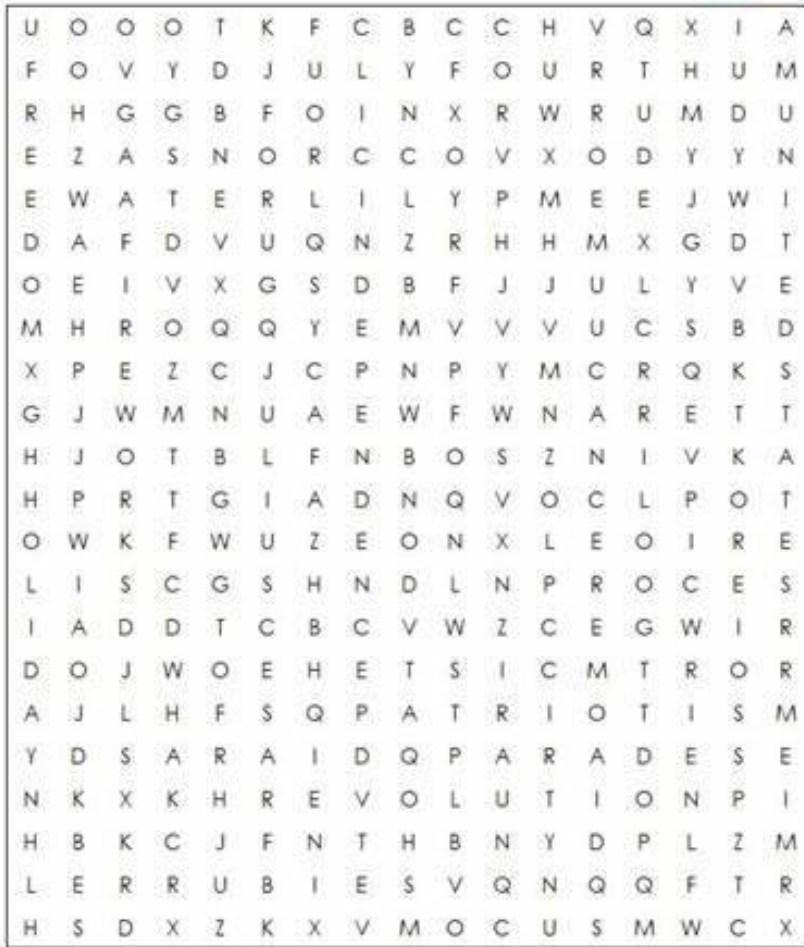 U O O O T K F C B C C H V Q X I A
F O V Y D J U L Y F O U R T H U M
R H G G B F O I N X R W R U M D U
E Z A S N O R C C O V X O D Y Y N
E W A T E R L I L Y P M E E J W I
D A F D V U Q N Z R H H M X G D T
O E I V X G S D B F J J U L Y V E
M H R O Q Q Y E M V V V U C S B D
X P E Z C J C P N P Y M C R Q K S
G J W M N U A E W F W N A R E T T
H J O T B L F N B O S Z N I V K A
H P R T G I A D N Q V O C L P O T
O W K F W U Z E O N X L E O I R E
L I S C G S H N D L N P R O C E S
I A D D T C B C V W Z C E G W I R
D O J W O E H E T S I C M T R O R
A J L H F S Q P A T R I O T I S M
Y D S A R A I D Q P A R A D E S E
N K X K H R E V O L U T I O N P I
H B K C J F N T H B N Y D P L Z M
L E R R U B I E S V Q N Q Q F T R
H S D X Z K X V M O C U S M W C X